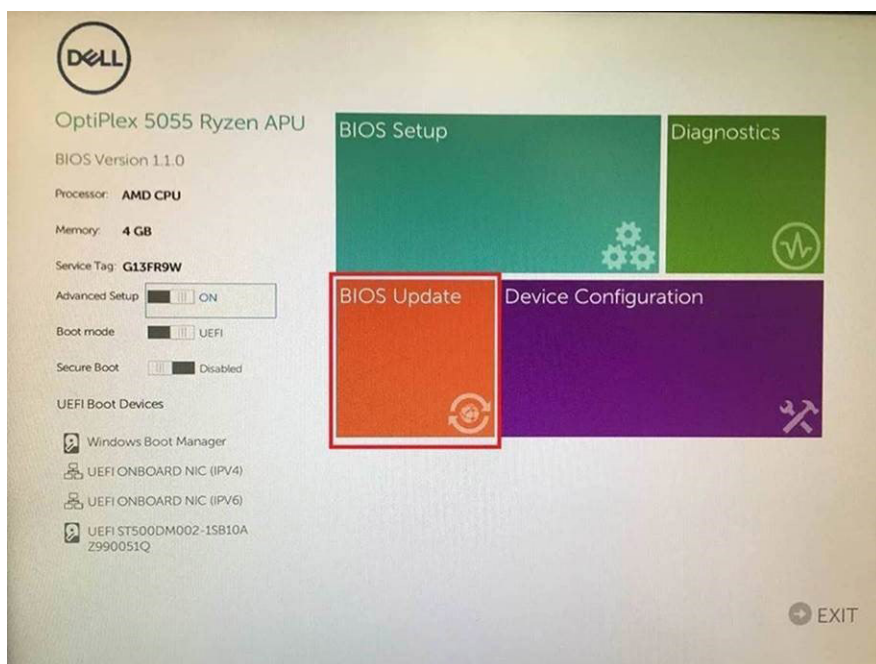 DELL
OptiPlex 5055 Ryzen APU
BIOS Version 1.1.0
Processor: AMD CPU
Memory: 4 GB
Service Tag: G13FR9W
Advanced Setup ON
Boot mode UEFI
Secure Boot Disabled
UEFI Boot Devices
Windows Boot Manager
UEFI ONBOARD NIC (IPV4)
UEFI ONBOARD NIC (IPV6)
UEFI ST500DM002-1SB10A
Z990051Q
BIOS Setup
Diagnostics
BIOS Update
Device Configuration
EXIT